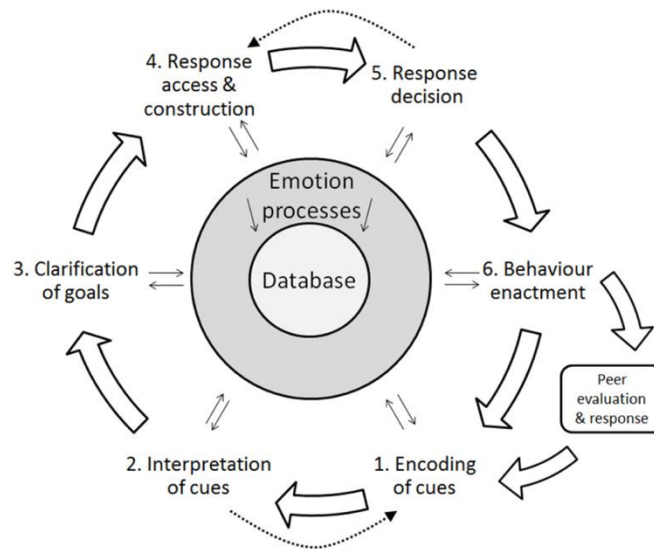 4. Response
access &
construction
5. Response
decision
Emotion
processes
Database
3. Clarification
of goals
6. Behaviour
enactment
Peer
evaluation
& response
2. Interpretation
of cues
1. Encoding
of cues